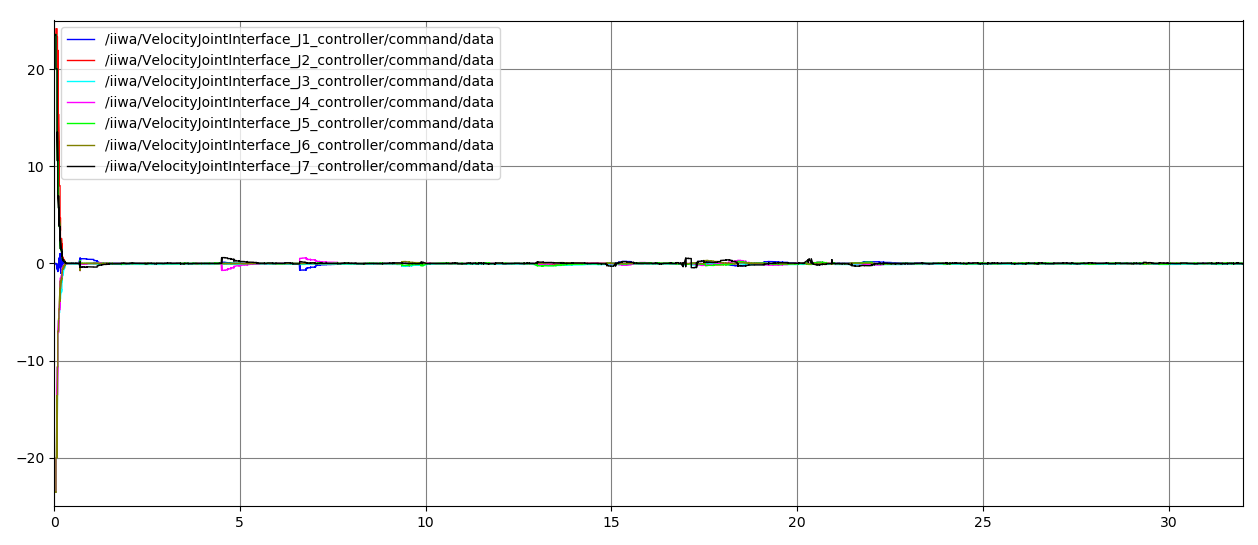 /iiwa/VelocityJointInterface_J1_controller/command/data
/iiwa/VelocityJointInterface_J2_controller/command/data
/iiwa/VelocityJointInterface_J3_controller/command/data
/iiwa/VelocityJointInterface_J4_controller/command/data
/iiwa/VelocityJointInterface_J5_controller/command/data
/iiwa/VelocityJointInterface_J6_controller/command/data
/iiwa/VelocityJointInterface_J7_controller/command/data
20
10
0
−10
−20
0 5 10 15 20 25 30